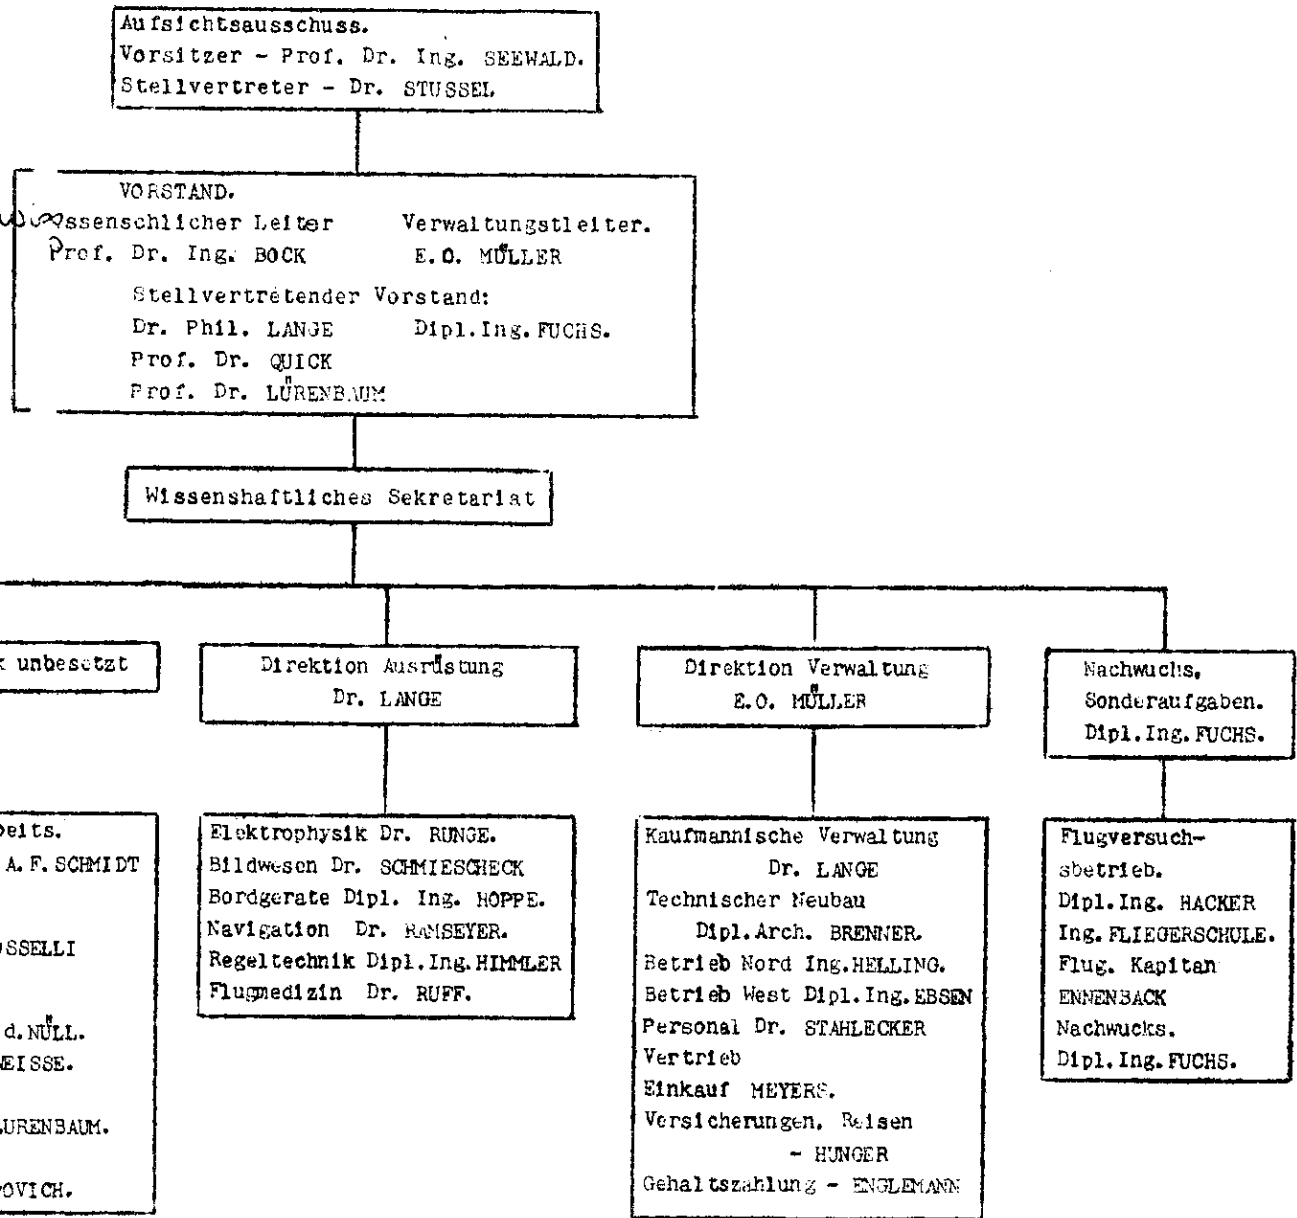 Aufsichtsausschuss.
Vorsitzer - Prof. Dr. Ing. SEEWALD.
Stellvertreter - Dr. STUSSEL
VORSTAND.
Wissenschlicher Leiter Verwaltungstleiter.
Prof. Dr. Ing. BOCK E.O. MÜLLER
Stellvertretender Vorstand:
Dr. Phil. LANGE Dipl.Ing.FUCHS.
Prof. Dr. QUICK
Prof. Dr. LÜRENBAUM
Wissenshaftliches Sekretariat
k unbesetzt
Direktion Ausrüstung
Dr. LANGE
Direktion Verwaltung
E.O. MÜLLER
Nachwuchs.
Sonderaufgaben.
Dipl.Ing.FUCHS.
beits.
A.F.SCHMIDT
OSSELLI
d.NÜLL.
WEISSE.
LURENBAUM.
OVICH.
Elektrophysik Dr. RUNGE.
Bildwesen Dr. SCHMIESCHECK
Bordgerate Dipl. Ing. HOPPE.
Navigation Dr. RAMSEYER.
Regeltechnik Dipl.Ing.HIMMLER
Flugmedizin Dr. RUFF.
Kaufmannische Verwaltung
Dr. LANGE
Technischer Neubau
Dipl.Arch. BRENNER.
Betrieb Nord Ing.HELLING.
Betrieb West Dipl.Ing.EBSEN
Personal Dr. STAHLECKER
Vertrieb
Einkauf MEYERS.
Versicherungen. Reisen
- HUNGER
Gehaltszahlung - ENGLEMANN
Flugversuch-
sbetrieb.
Dipl.Ing. HACKER
Ing.FLIEGERSCHULE.
Flug. Kapitan
ENNENBACK
Nachwucks.
Dipl.Ing.FUCHS.